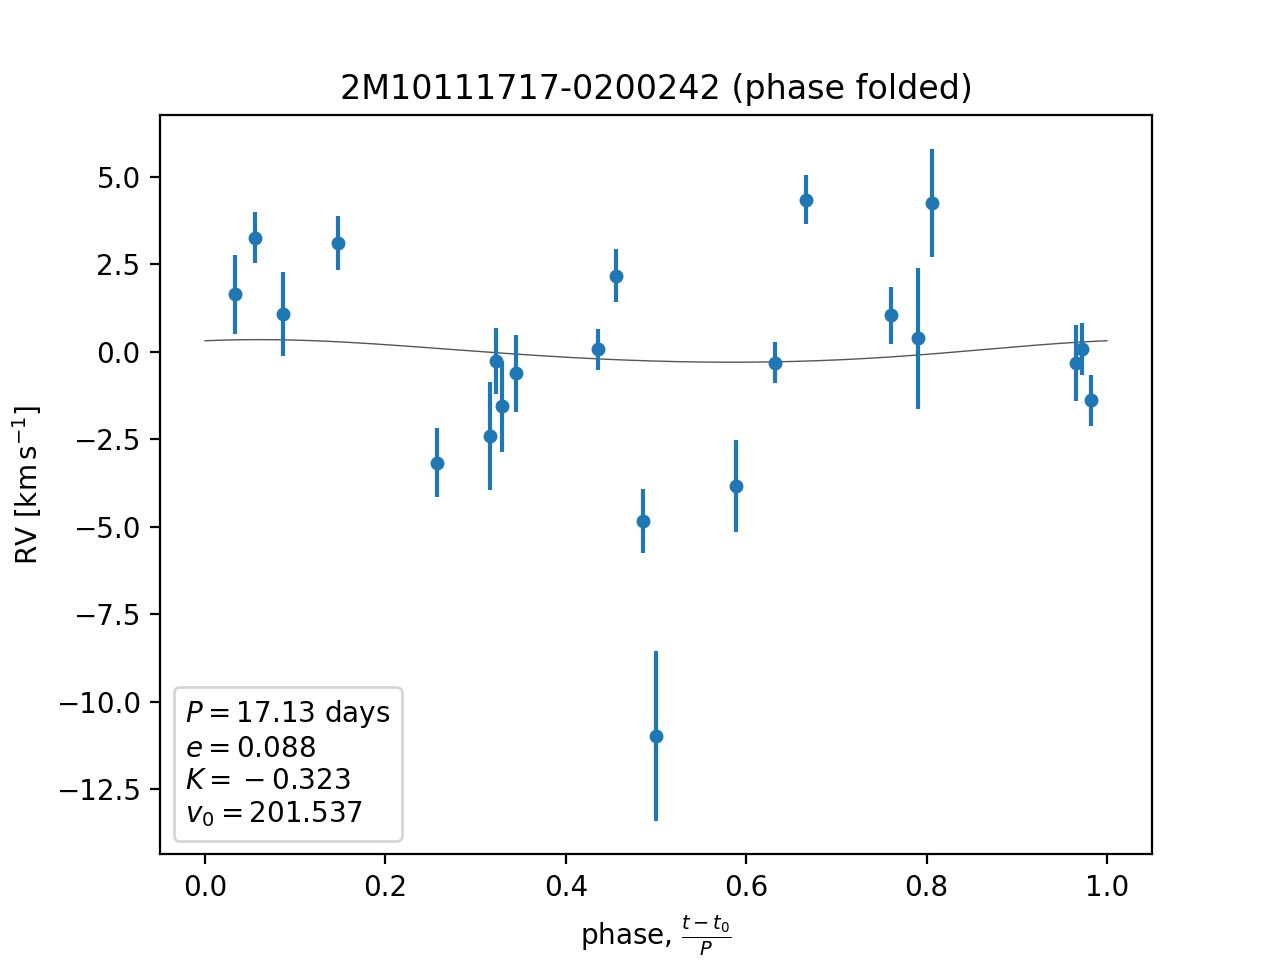 2M10111717-0200242 (phase folded)
RV [km s⁻¹]
5.0
2.5
0.0
−2.5
−5.0
−7.5
−10.0
−12.5
P = 17.13 days
e = 0.088
K = −0.323
v₀ = 201.537
0.0 0.2 0.4 0.6 0.8 1.0
phase, (t − t₀)/P